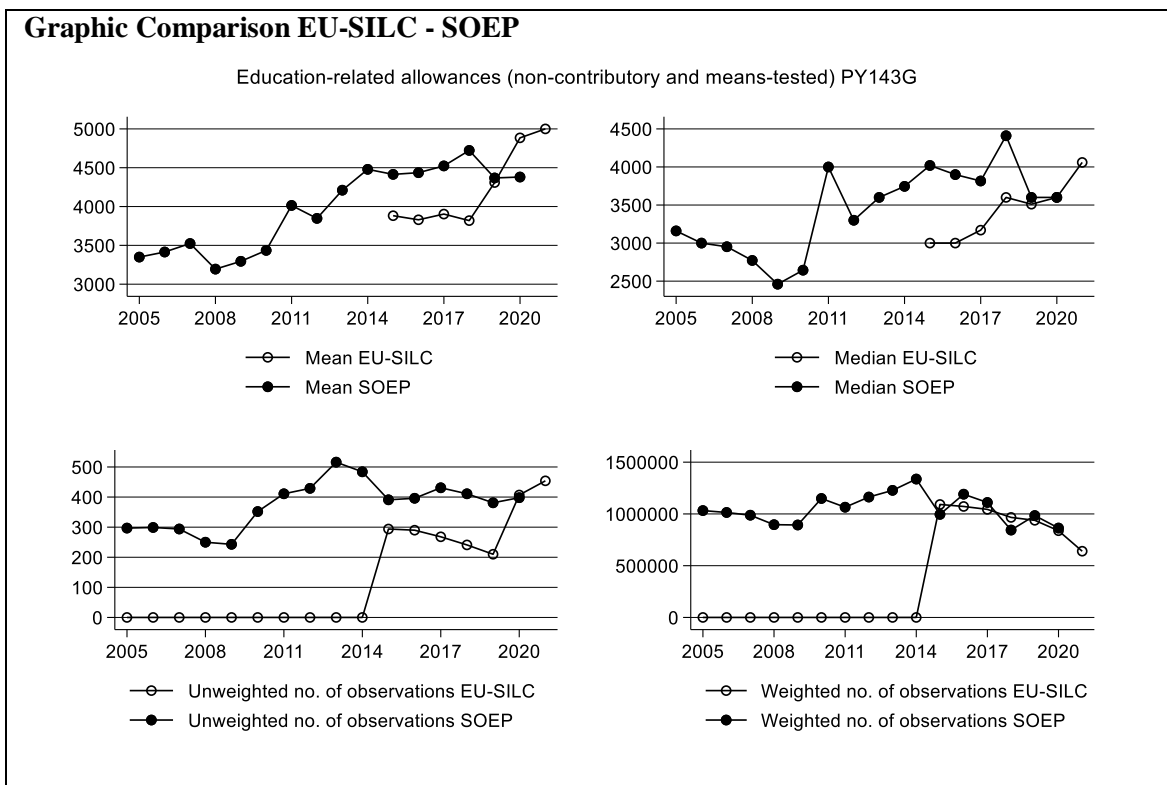 Graphic Comparison EU-SILC - SOEP
Education-related allowances (non-contributory and means-tested) PY143G
5000
4500
4000
3500
3000
2005 2008 2011 2014 2017 2020
Mean EU-SILC
Mean SOEP
4500
4000
3500
3000
2500
2005 2008 2011 2014 2017 2020
Median EU-SILC
Median SOEP
500
400
300
200
100
0
2005 2008 2011 2014 2017 2020
Unweighted no. of observations EU-SILC
Unweighted no. of observations SOEP
1500000
1000000
500000
0
2005 2008 2011 2014 2017 2020
Weighted no. of observations EU-SILC
Weighted no. of observations SOEP